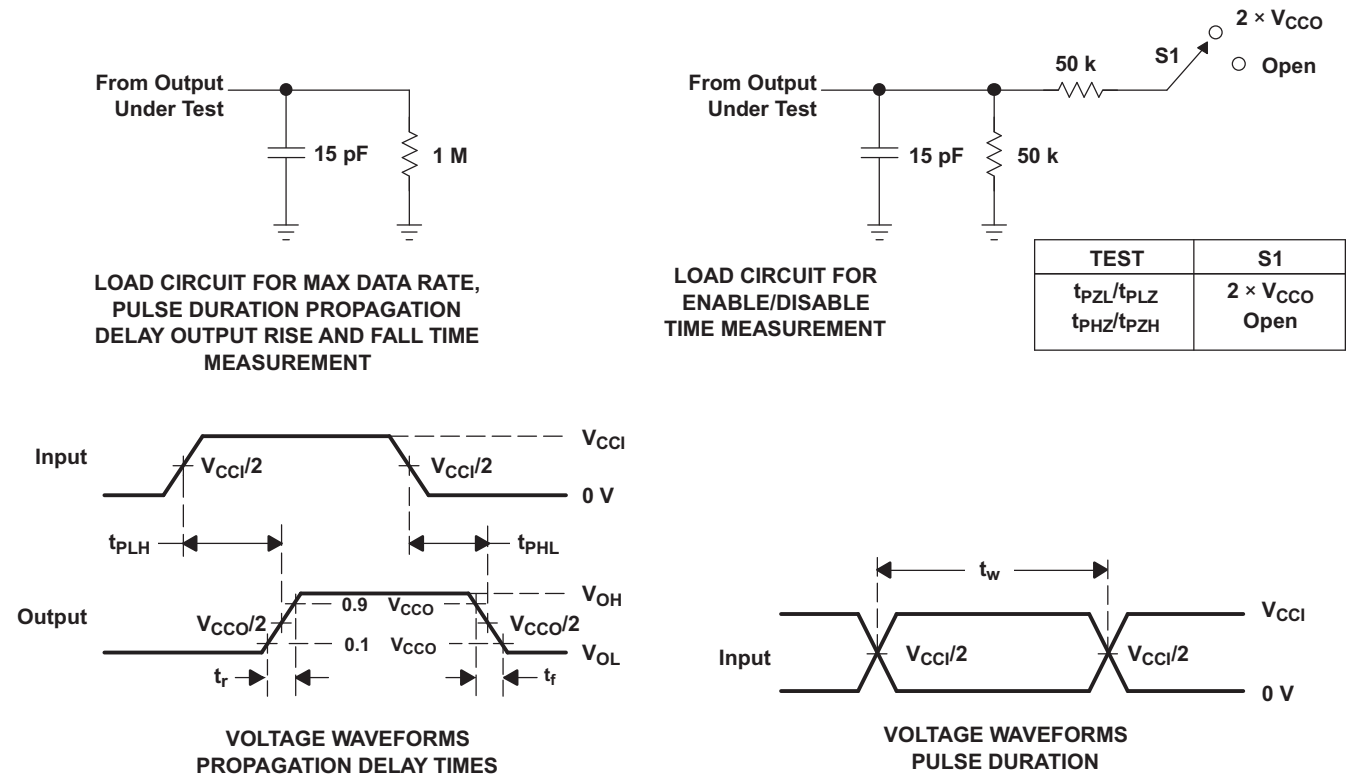 From Output
Under Test
15 pF
1 M
LOAD CIRCUIT FOR MAX DATA RATE,
PULSE DURATION PROPAGATION
DELAY OUTPUT RISE AND FALL TIME
MEASUREMENT
From Output
Under Test
15 pF
50 k
50 k
S1
2 × VCCO
Open
LOAD CIRCUIT FOR
ENABLE/DISABLE
TIME MEASUREMENT
TEST S1
tPZL/tPLZ 2 × VCCO
tPHZ/tPZH Open
Input
VCCI/2
VCCI/2
VCCI
0 V
tPLH
tPHL
Output
VCCO/2
0.9 VCCO
0.1 VCCO
VCCO/2
VOH
VOL
tr
tf
VOLTAGE WAVEFORMS
PROPAGATION DELAY TIMES
tw
Input
VCCI/2
VCCI/2
VCCI
0 V
VOLTAGE WAVEFORMS
PULSE DURATION